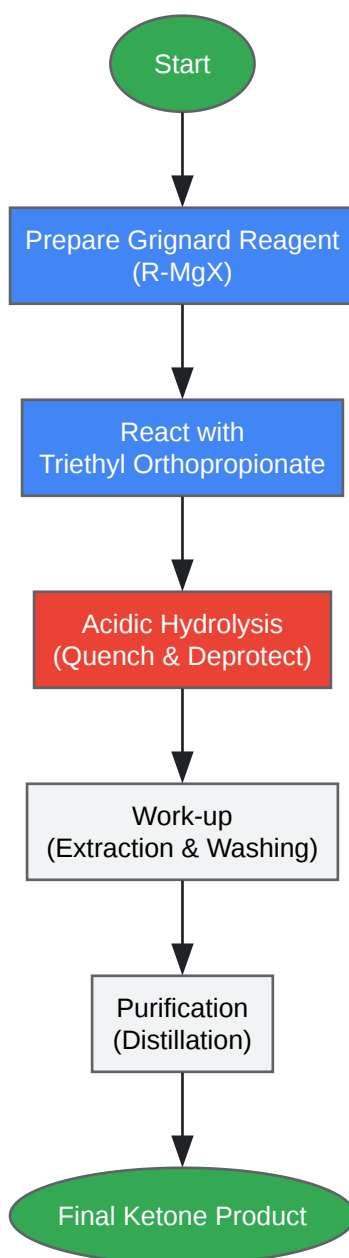 Start
Prepare Grignard Reagent
(R-MgX)
React with
Triethyl Orthopropionate
Acidic Hydrolysis
(Quench & Deprotect)
Work-up
(Extraction & Washing)
Purification
(Distillation)
Final Ketone Product